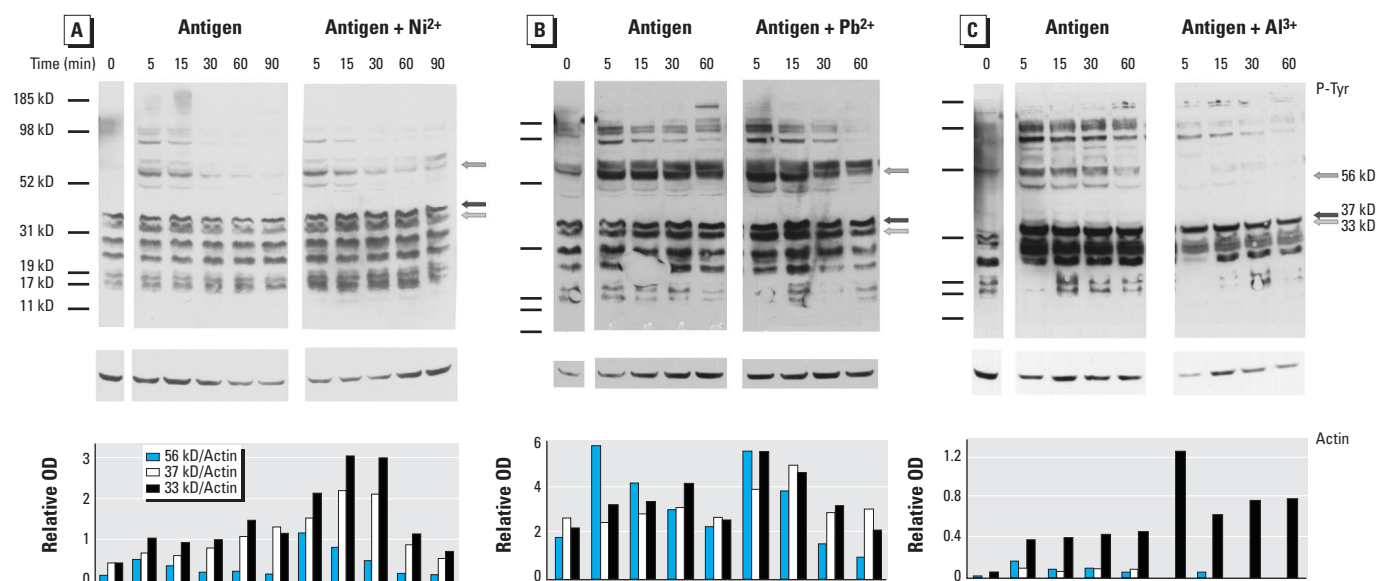 A Antigen Antigen + Ni2+
B Antigen Antigen + Pb2+
C Antigen Antigen + Al3+
Time (min) 0 5 15 30 60 90 5 15 30 60 90
0 5 15 30 60 5 15 30 60
0 5 15 30 60 5 15 30 60
P-Tyr
185 kD
98 kD
52 kD
31 kD
19 kD
17 kD
11 kD
56 kD
37 kD
33 kD
Actin
Relative OD
3
2
1
0
56 kD/Actin
37 kD/Actin
33 kD/Actin
Relative OD
6
4
2
0
Relative OD
1.2
0.8
0.4
0